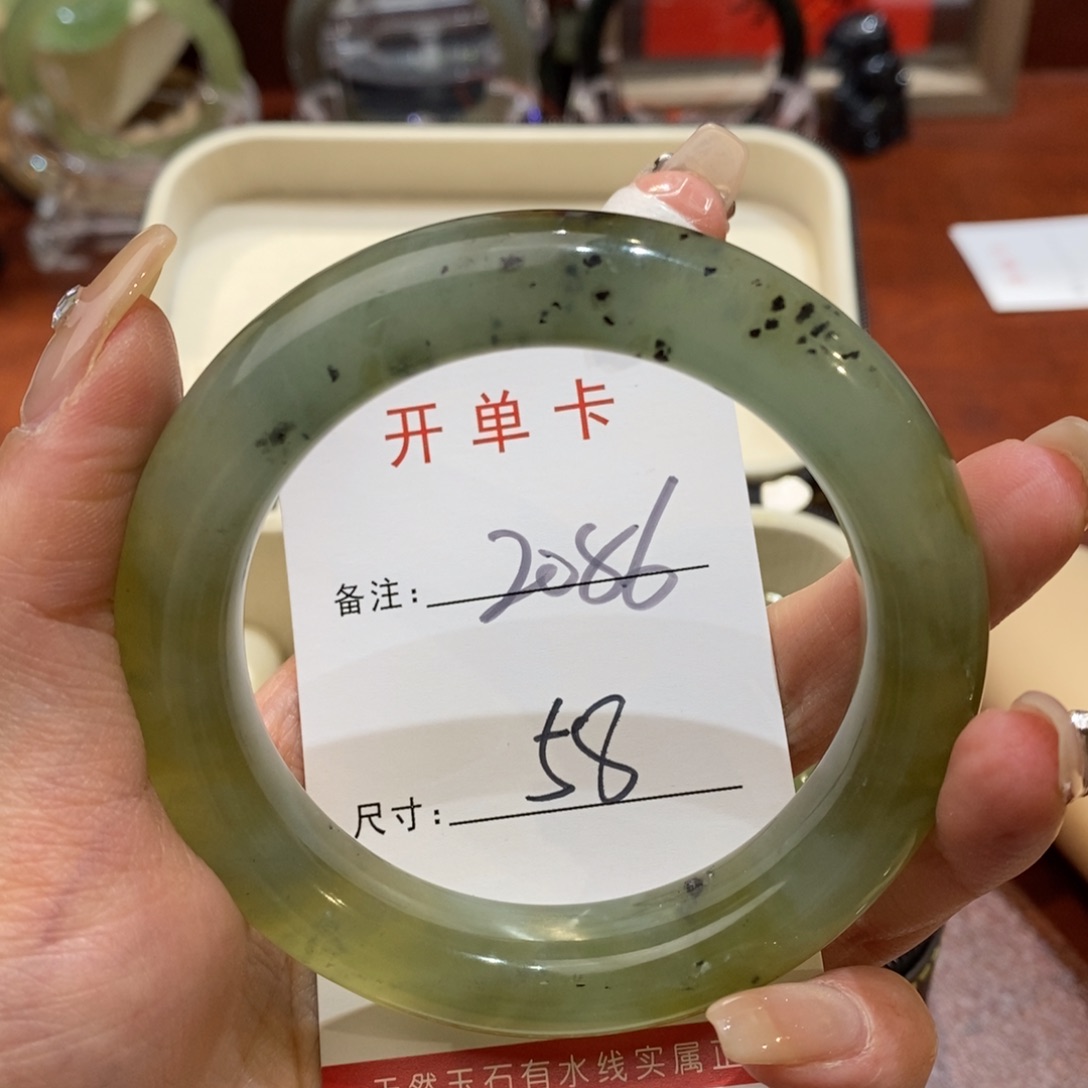 开单卡
备注: 2086
尺寸: 58
天然玉石有水线实属正